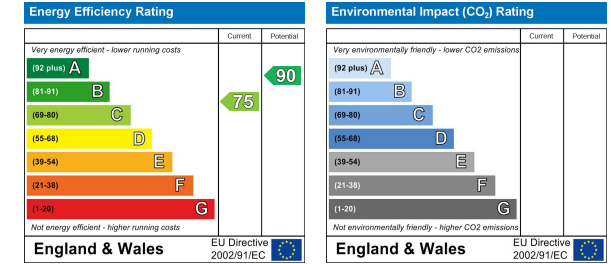 Energy Efficiency Rating
Current Potential
Very energy efficient - lower running costs
(92 plus) A
(81-91) B
(69-80) C
(55-68) D
(39-54) E
(21-38) F
(1-20) G
75
90
Not energy efficient - higher running costs
England & Wales
EU Directive
2002/91/EC
Environmental Impact (CO₂) Rating
Current Potential
Very environmentally friendly - lower CO2 emissions
(92 plus) A
(81-91) B
(69-80) C
(55-68) D
(39-54) E
(21-38) F
(1-20) G
Not environmentally friendly - higher CO2 emissions
England & Wales
EU Directive
2002/91/EC